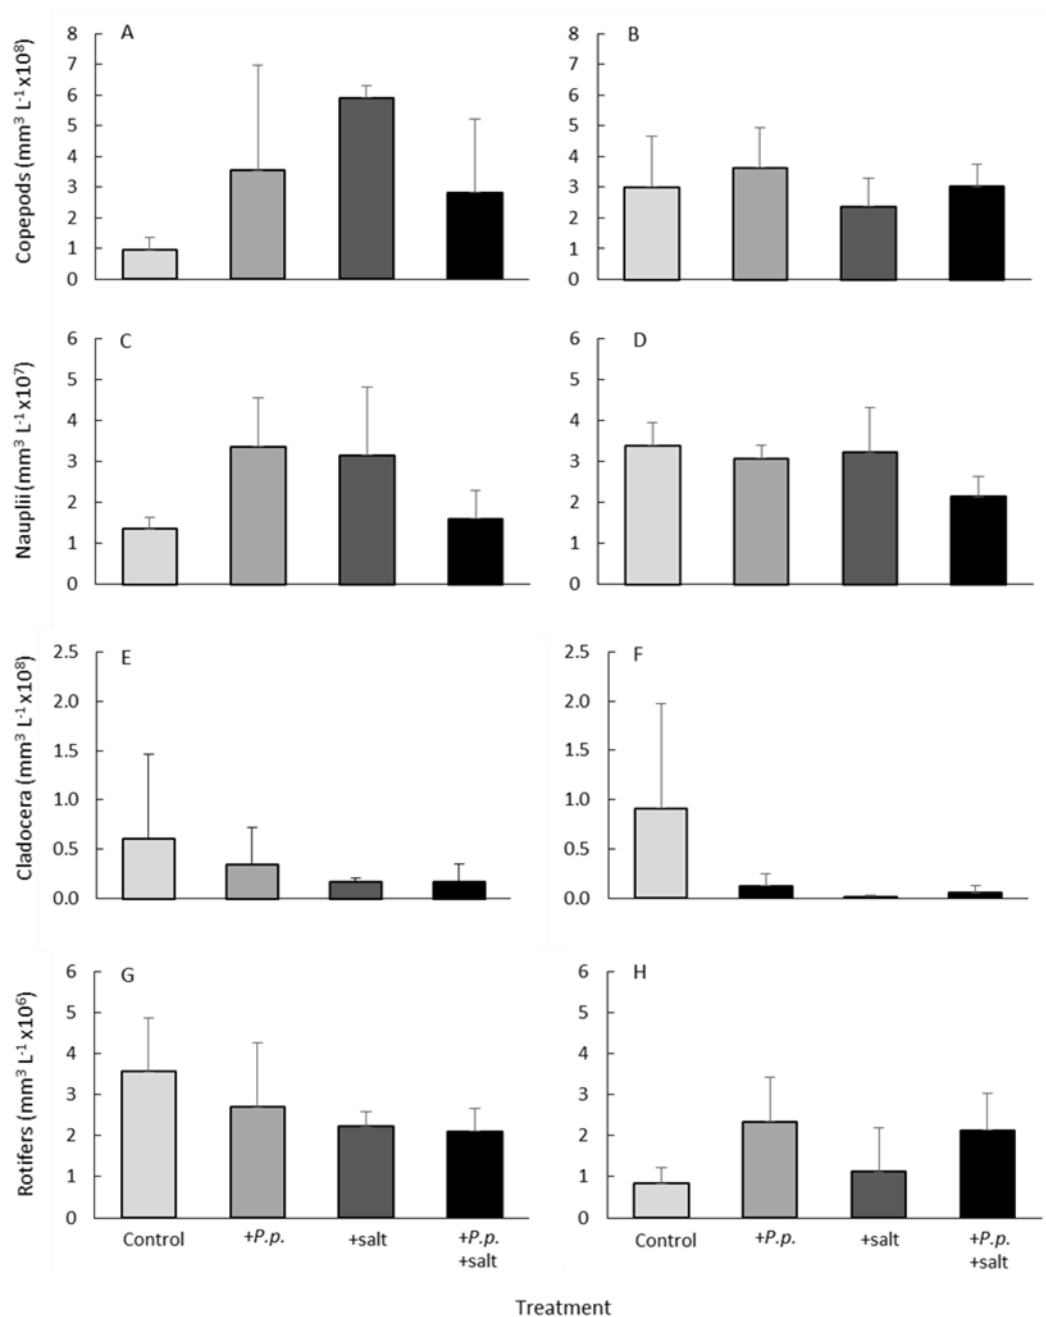 A
B
Copepods (mm³ L⁻¹ x10⁸)
8
7
6
5
4
3
2
1
0
8
7
6
5
4
3
2
1
0
C
D
Nauplii (mm³ L⁻¹ x10⁷)
6
5
4
3
2
1
0
6
5
4
3
2
1
0
E
F
Cladocera (mm³ L⁻¹ x10⁸)
2.5
2.0
1.5
1.0
0.5
0.0
2.5
2.0
1.5
1.0
0.5
0.0
G
H
Rotifers (mm³ L⁻¹ x10⁶)
6
5
4
3
2
1
0
6
5
4
3
2
1
0
Control
+P.p.
+salt
+P.p.
+salt
Control
+P.p.
+salt
+P.p.
+salt
Treatment